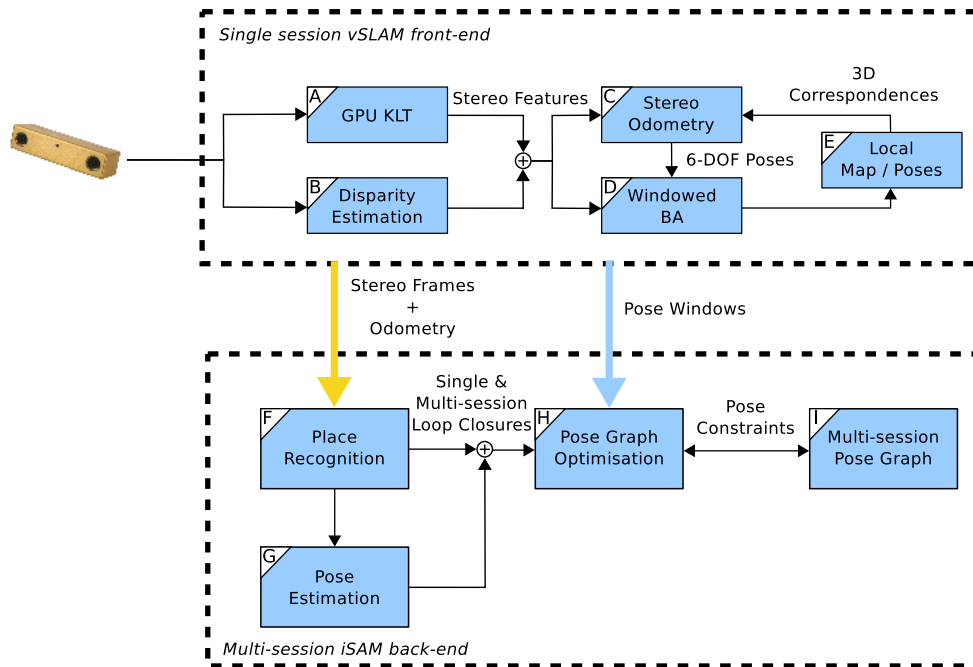 Single session vSLAM front-end
A
GPU KLT
Stereo Features
C
Stereo
Odometry
3D
Correspondences
6-DOF Poses
E
Local
Map / Poses
B
Disparity
Estimation
D
Windowed
BA
Stereo Frames
+
Odometry
Pose Windows
F
Place
Recognition
Single &
Multi-session
Loop Closures
H
Pose Graph
Optimisation
Pose
Constraints
I
Multi-session
Pose Graph
G
Pose
Estimation
Multi-session iSAM back-end